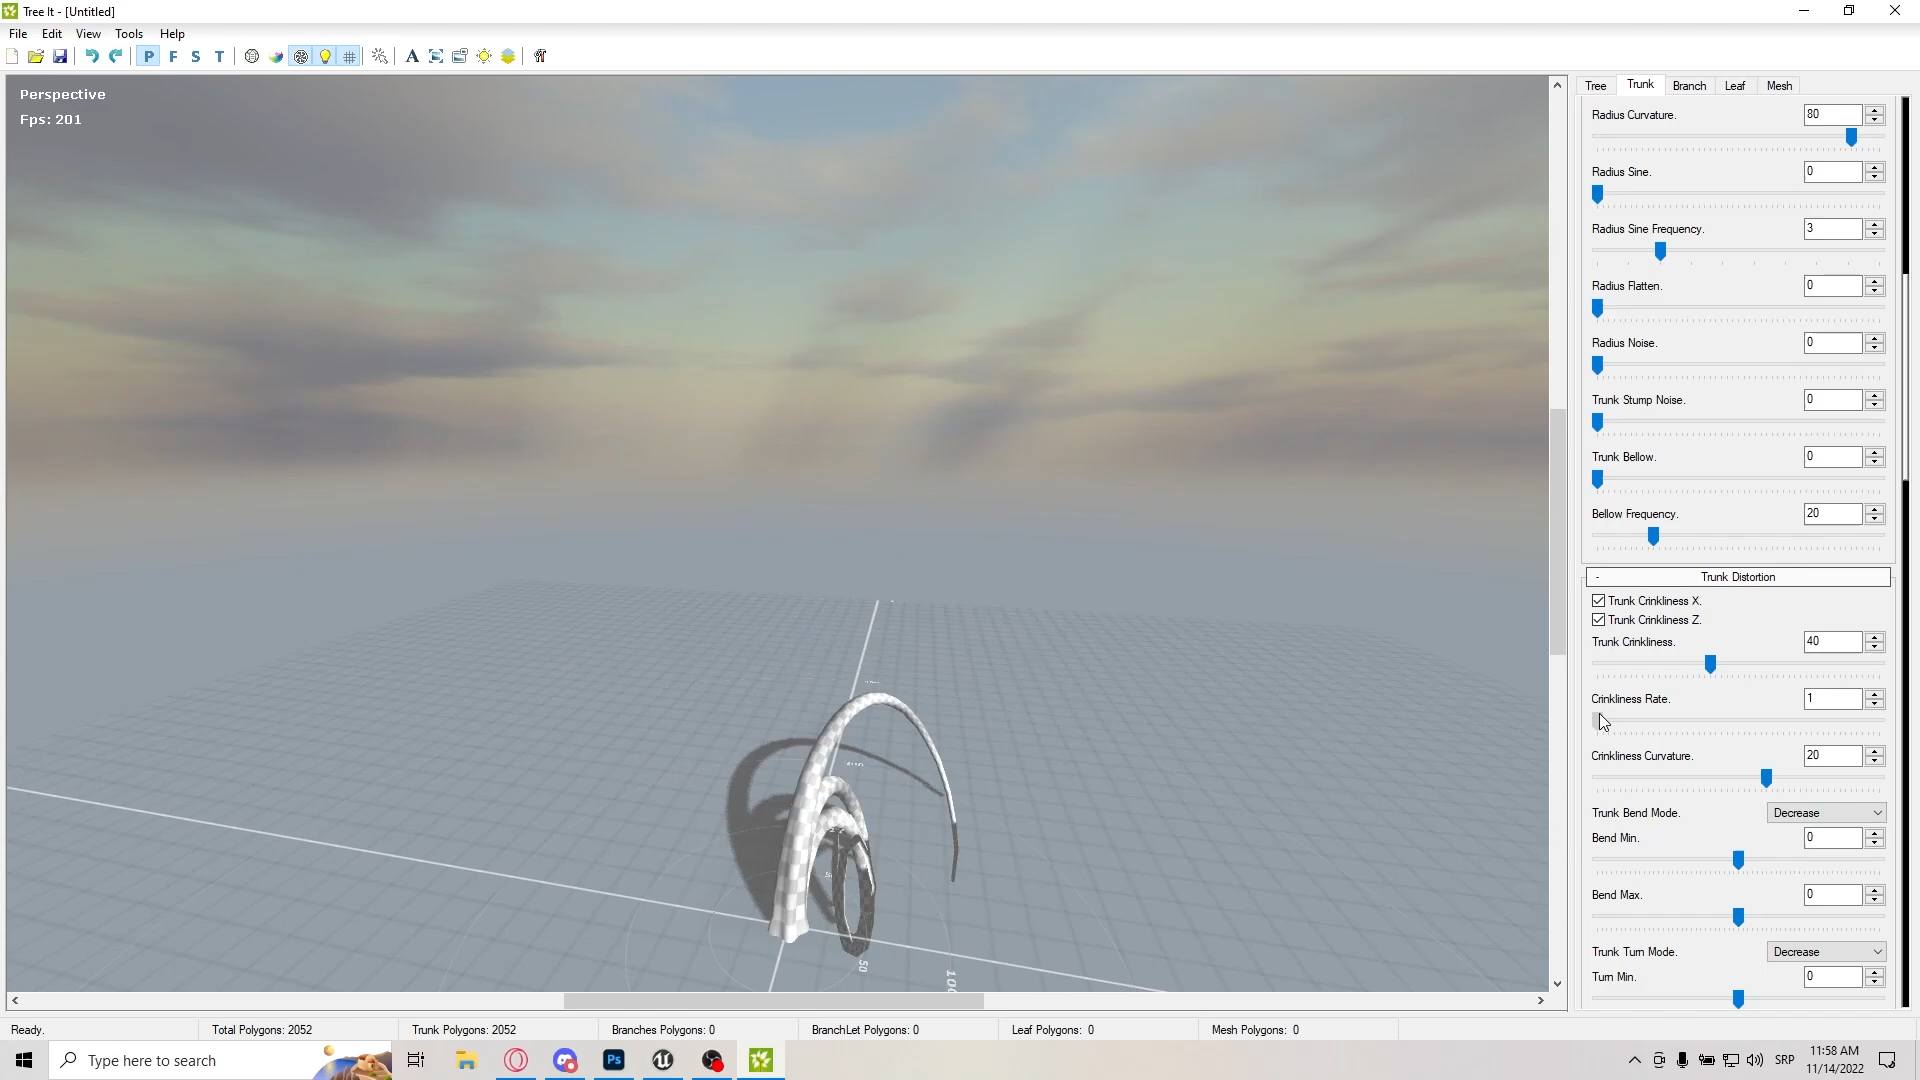 Tree It - [Untitled]
File Edit View Tools Help
P F S T A
Perspective
Fps: 201
50
Tree Trunk Branch Leaf Mesh
Radius Curvature. 80
Radius Sine. 0
Radius Sine Frequency. 3
Radius Flatten. 0
Radius Noise. 0
Trunk Stump Noise. 0
Trunk Bellow. 0
Bellow Frequency. 20
- Trunk Distortion
Trunk Crinkliness X.
Trunk Crinkliness Z.
Trunk Crinkliness. 40
Crinkliness Rate. 1
Crinkliness Curvature. 20
Trunk Bend Mode. Decrease
Bend Min. 0
Bend Max. 0
Trunk Turn Mode. Decrease
Turn Min. 0
Ready. Total Polygons: 2052 Trunk Polygons: 2052 Branches Polygons: 0 BranchLet Polygons: 0 Leaf Polygons: 0 Mesh Polygons: 0
Type here to search
Ps
SRP
11:58 AM
11/14/2022